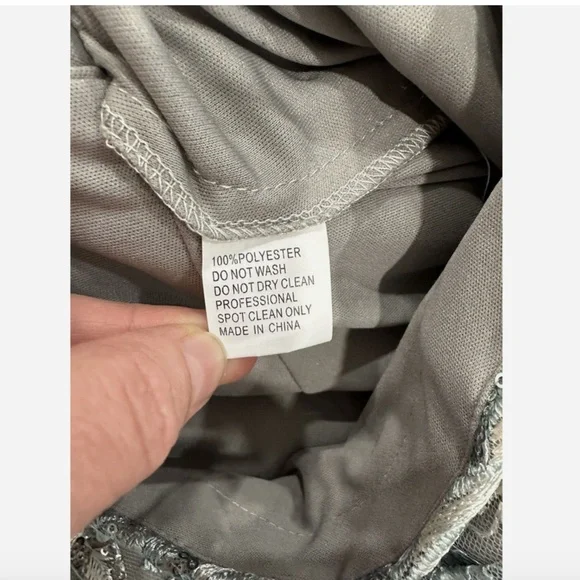 100%POLYESTER
DO NOT WASH
DO NOT DRY CLEAN
PROFESSIONAL
SPOT CLEAN ONLY
MADE IN CHINA